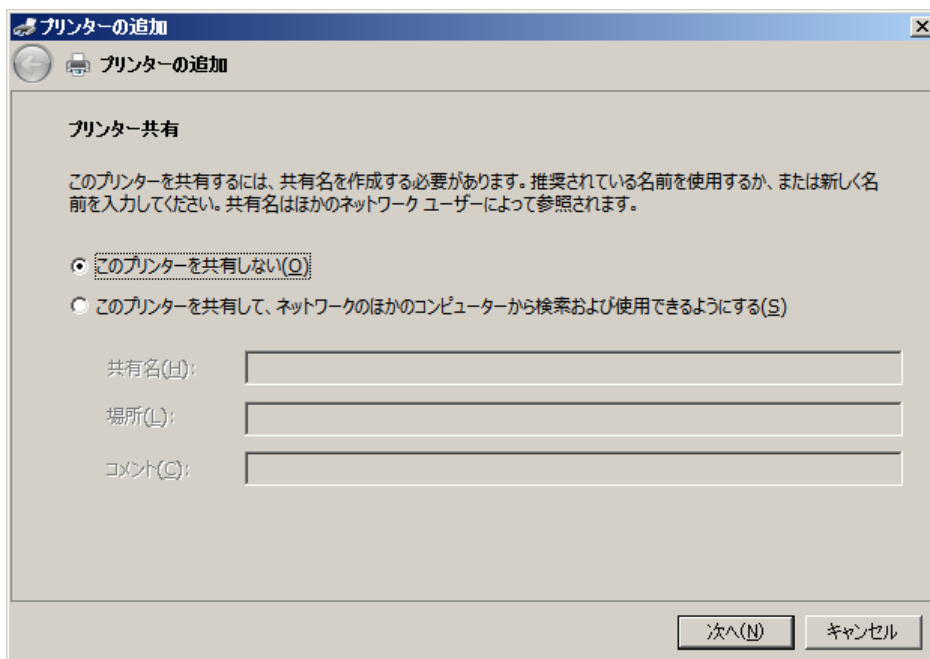 プリンターの追加
プリンターの追加
プリンター共有
このプリンターを共有するには、共有名を作成する必要があります。推奨されている名前を使用するか、または新しく名
前を入力してください。共有名はほかのネットワーク ユーザーによって参照されます。
このプリンターを共有しない(O)
このプリンターを共有して、ネットワークのほかのコンピューターから検索および使用できるようにする(S)
共有名(H):
場所(L):
コメント(C):
次へ(N) キャンセル